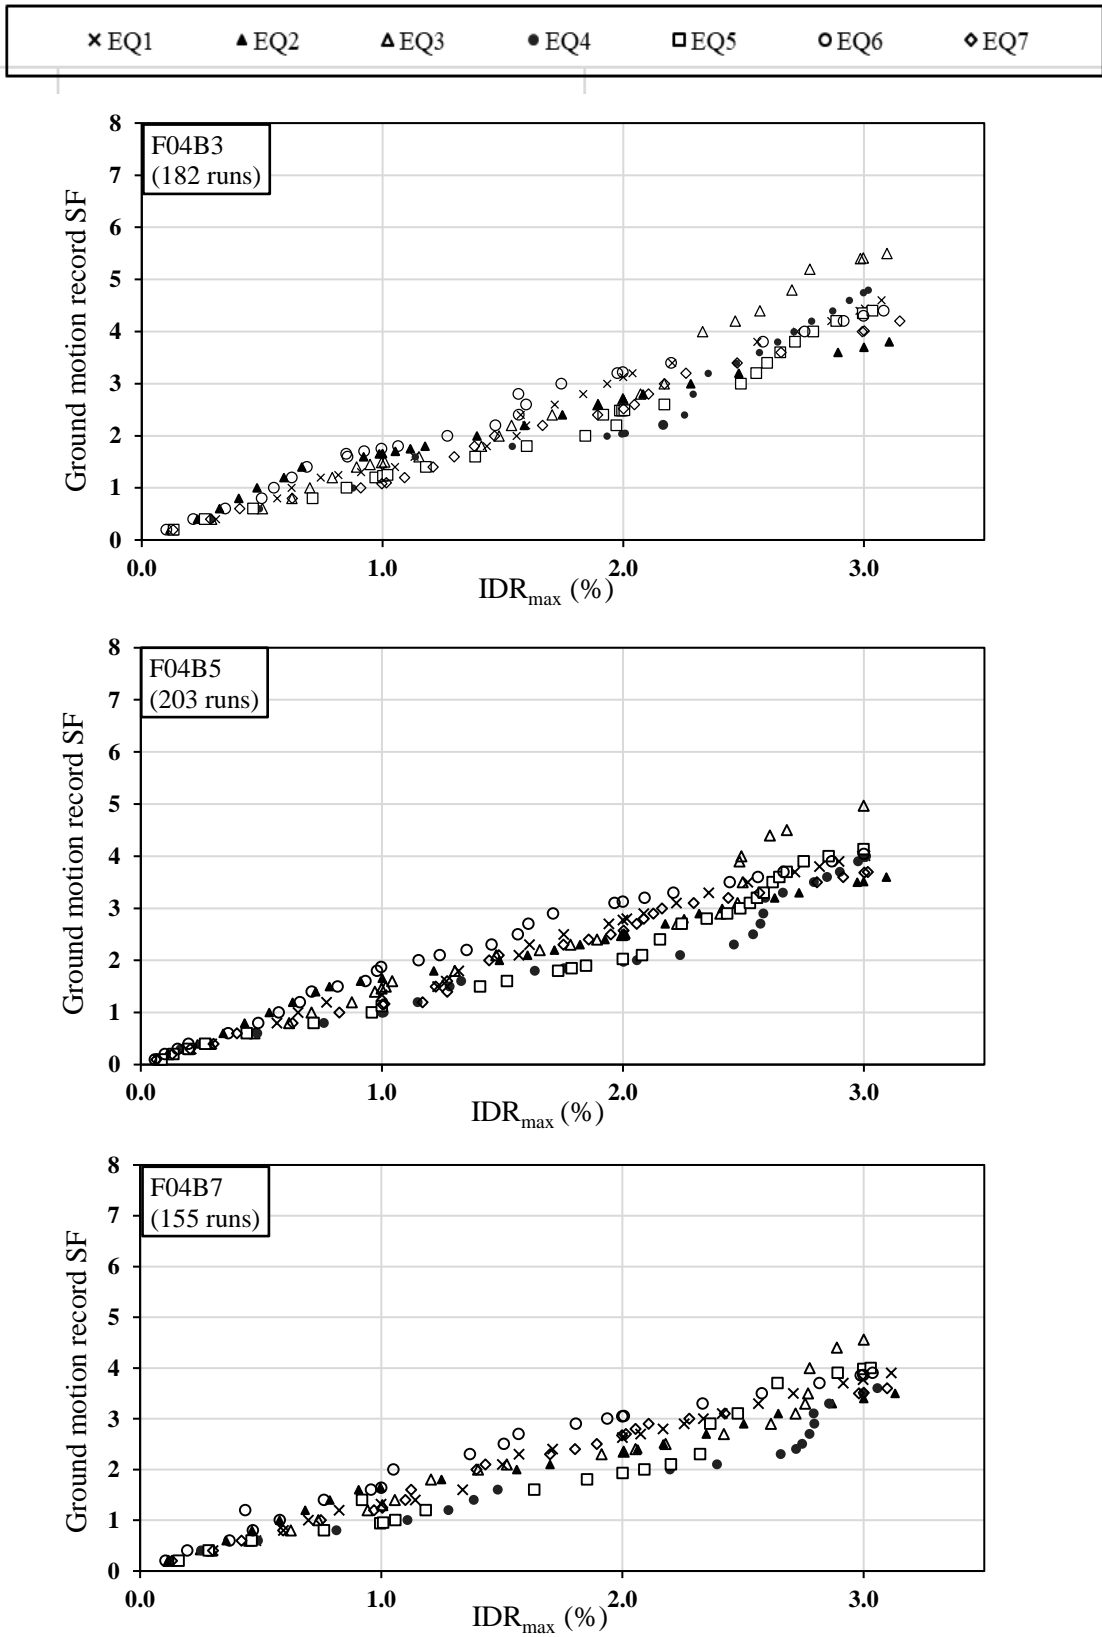 EQ1 EQ2 EQ3 EQ4 EQ5 EQ6 EQ7
F04B3
(182 runs)
Ground motion record SF
8
7
6
5
4
3
2
1
0
0.0 1.0 2.0 3.0
IDRmax (%)
F04B5
(203 runs)
Ground motion record SF
8
7
6
5
4
3
2
1
0
0.0 1.0 2.0 3.0
IDRmax (%)
F04B7
(155 runs)
Ground motion record SF
8
7
6
5
4
3
2
1
0
0.0 1.0 2.0 3.0
IDRmax (%)